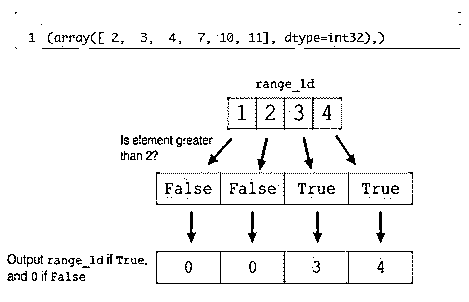 1 (array([ 2, 3, 4, 7, 10, 11], dtype=int32),)
range_1d
1 2 3 4
Is element greater
than 2?
False False True True
Output range_1d if True,
and 0 if False
0 0 3 4